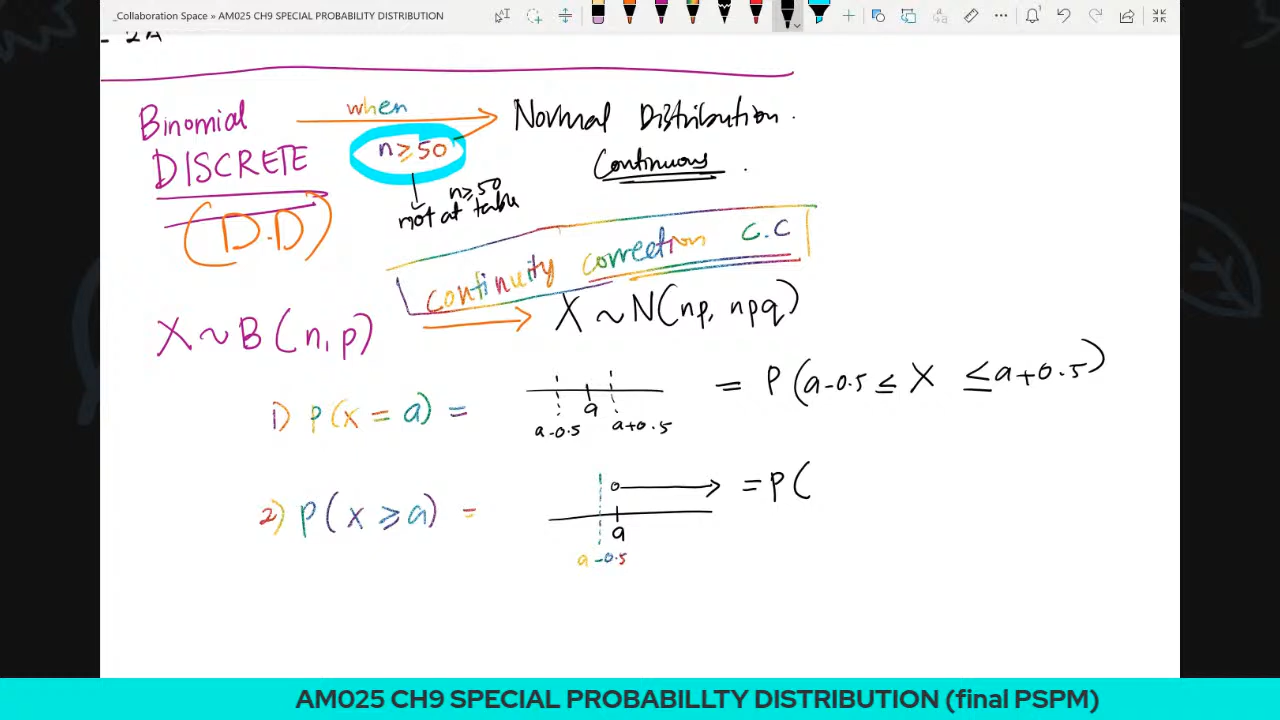 _Collaboration Space » AM025 CH9 SPECIAL PROBABILITY DISTRIBUTION
2A
Binomial when Normal Distribution.
DISCRETE n ≥ 50 Continuous.
(D.D) n ≥ 50
not at table
continuity correction C.C
X ~ B(n, p) X ~ N(np, npq)
1) P(X = a) = a = P(a-0.5 ≤ X ≤ a+0.5)
a-0.5 a+0.5
2) P(X ≥ a) = a = P(
a-0.5
AM025 CH9 SPECIAL PROBABILLTY DISTRIBUTION (final PSPM)